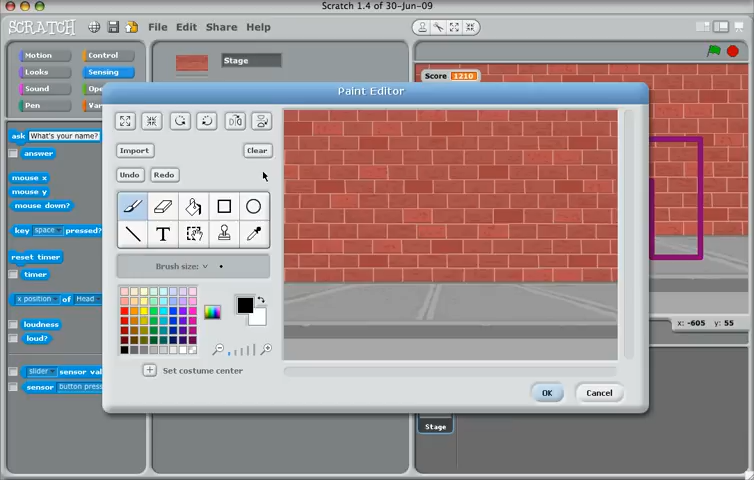 Scratch 1.4 of 30-Jun-09
SCRATCH File Edit Share Help
Motion Control
Looks Sensing
Sound
Pen
Stage
Score 1210
Paint Editor
Import Clear
Undo Redo
T
Brush size:
Set costume center
OK Cancel
ask What's your name?
answer
mouse x
mouse y
mouse down?
key space pressed?
reset timer
timer
x position of Head
loudness
loud?
slider sensor
sensor button
x: -605 y: 55
Stage